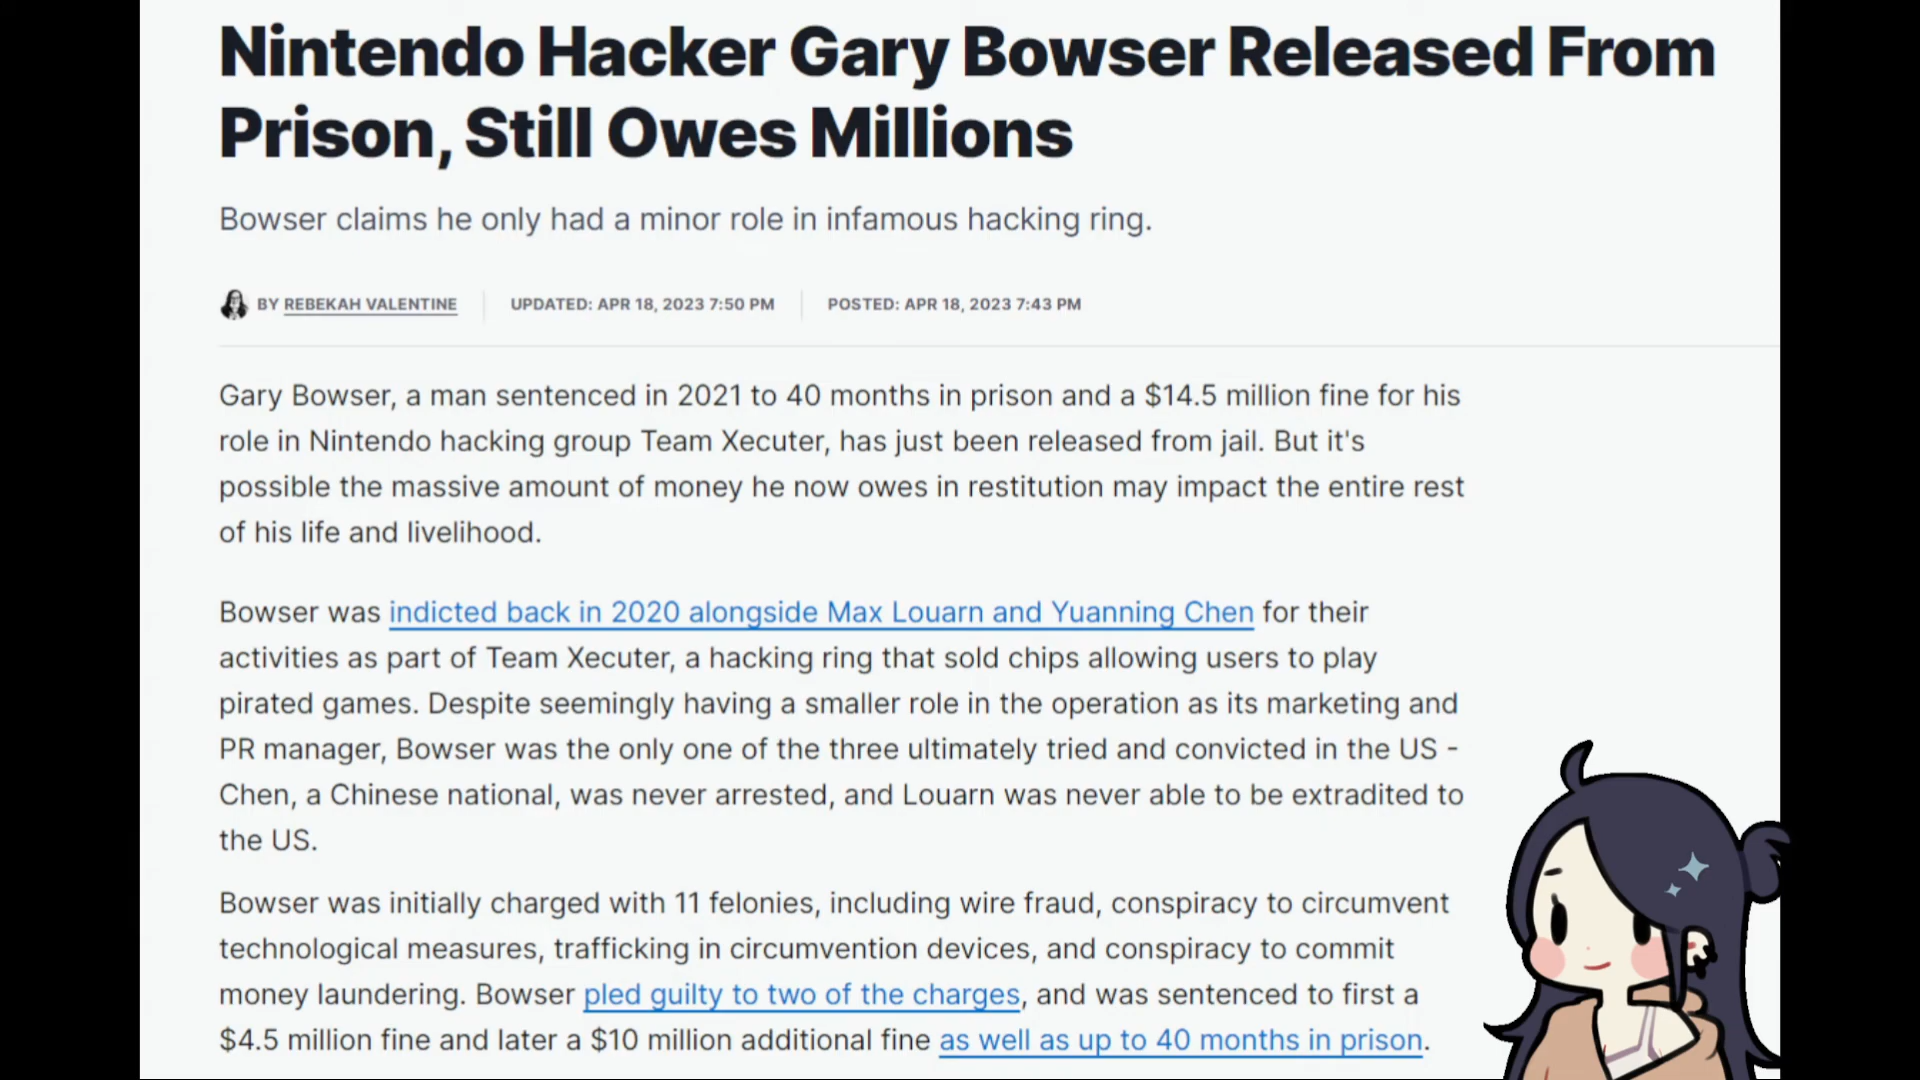 Nintendo Hacker Gary Bowser Released From
Prison, Still Owes Millions
Bowser claims he only had a minor role in infamous hacking ring.
BY REBEKAH VALENTINE UPDATED: APR 18, 2023 7:50 PM POSTED: APR 18, 2023 7:43 PM
Gary Bowser, a man sentenced in 2021 to 40 months in prison and a $14.5 million fine for his
role in Nintendo hacking group Team Xecuter, has just been released from jail. But it's
possible the massive amount of money he now owes in restitution may impact the entire rest
of his life and livelihood.
Bowser was indicted back in 2020 alongside Max Louarn and Yuanning Chen for their
activities as part of Team Xecuter, a hacking ring that sold chips allowing users to play
pirated games. Despite seemingly having a smaller role in the operation as its marketing and
PR manager, Bowser was the only one of the three ultimately tried and convicted in the US -
Chen, a Chinese national, was never arrested, and Louarn was never able to be extradited to
the US.
Bowser was initially charged with 11 felonies, including wire fraud, conspiracy to circumvent
technological measures, trafficking in circumvention devices, and conspiracy to commit
money laundering. Bowser pled guilty to two of the charges, and was sentenced to first a
$4.5 million fine and later a $10 million additional fine as well as up to 40 months in prison.